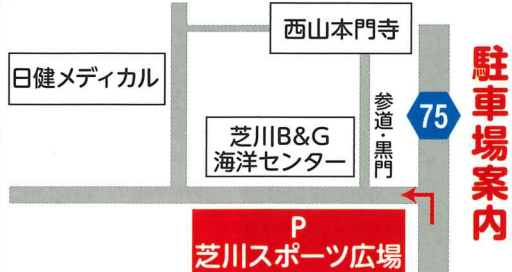 西山本門寺
日健メディカル
参道・黒門
75
駐車場案内
芝川B&G
海洋センター
P
芝川スポーツ広場